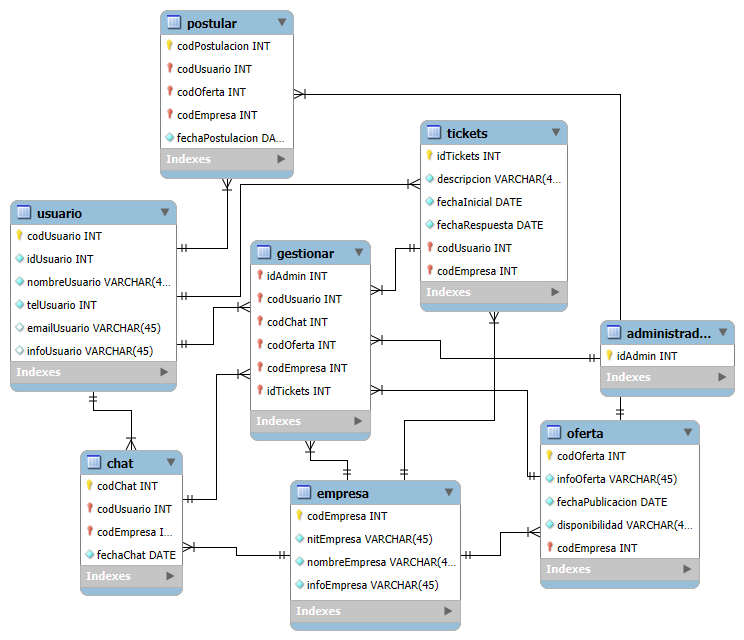 postular
codPostulacion INT
codUsuario INT
codOferta INT
codEmpresa INT
fechaPostulacion DA...
Indexes
tickets
idTickets INT
descripcion VARCHAR(4...
fechaInicial DATE
fechaRespuesta DATE
codUsuario INT
codEmpresa INT
Indexes
usuario
codUsuario INT
idUsuario INT
nombreUsuario VARCHAR(4...
telUsuario INT
emailUsuario VARCHAR(45)
infoUsuario VARCHAR(45)
Indexes
gestionar
idAdmin INT
codUsuario INT
codChat INT
codOferta INT
codEmpresa INT
idTickets INT
Indexes
administrad...
idAdmin INT
Indexes
chat
codChat INT
codUsuario INT
codEmpresa I...
fechaChat DATE
Indexes
empresa
codEmpresa INT
nitEmpresa VARCHAR(45)
nombreEmpresa VARCHAR(4...
infoEmpresa VARCHAR(45)
Indexes
oferta
codOferta INT
infoOferta VARCHAR(45)
fechaPublicacion DATE
disponibilidad VARCHAR(4...
codEmpresa INT
Indexes